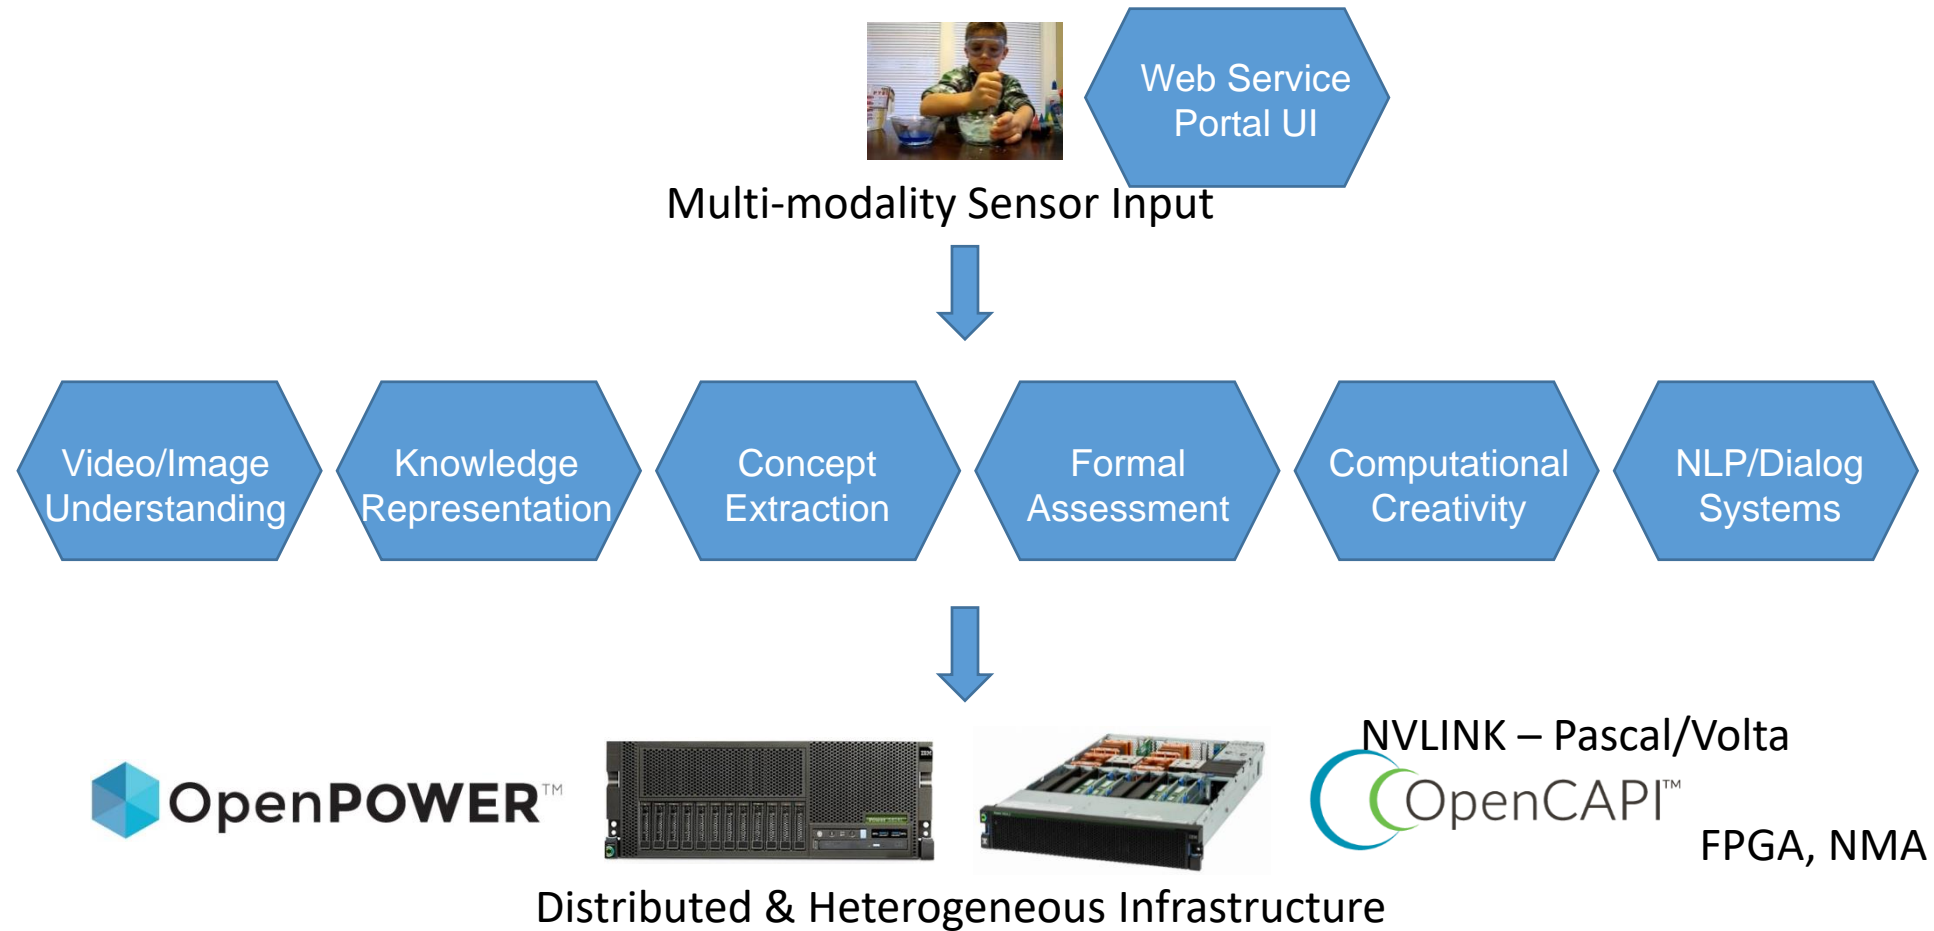 Web Service
Portal UI
Multi-modality Sensor Input
Video/Image
Understanding
Knowledge
Representation
Concept
Extraction
Formal
Assessment
Computational
Creativity
NLP/Dialog
Systems
NVLINK – Pascal/Volta
OpenPOWER™
OpenCAPI™
FPGA, NMA
Distributed & Heterogeneous Infrastructure